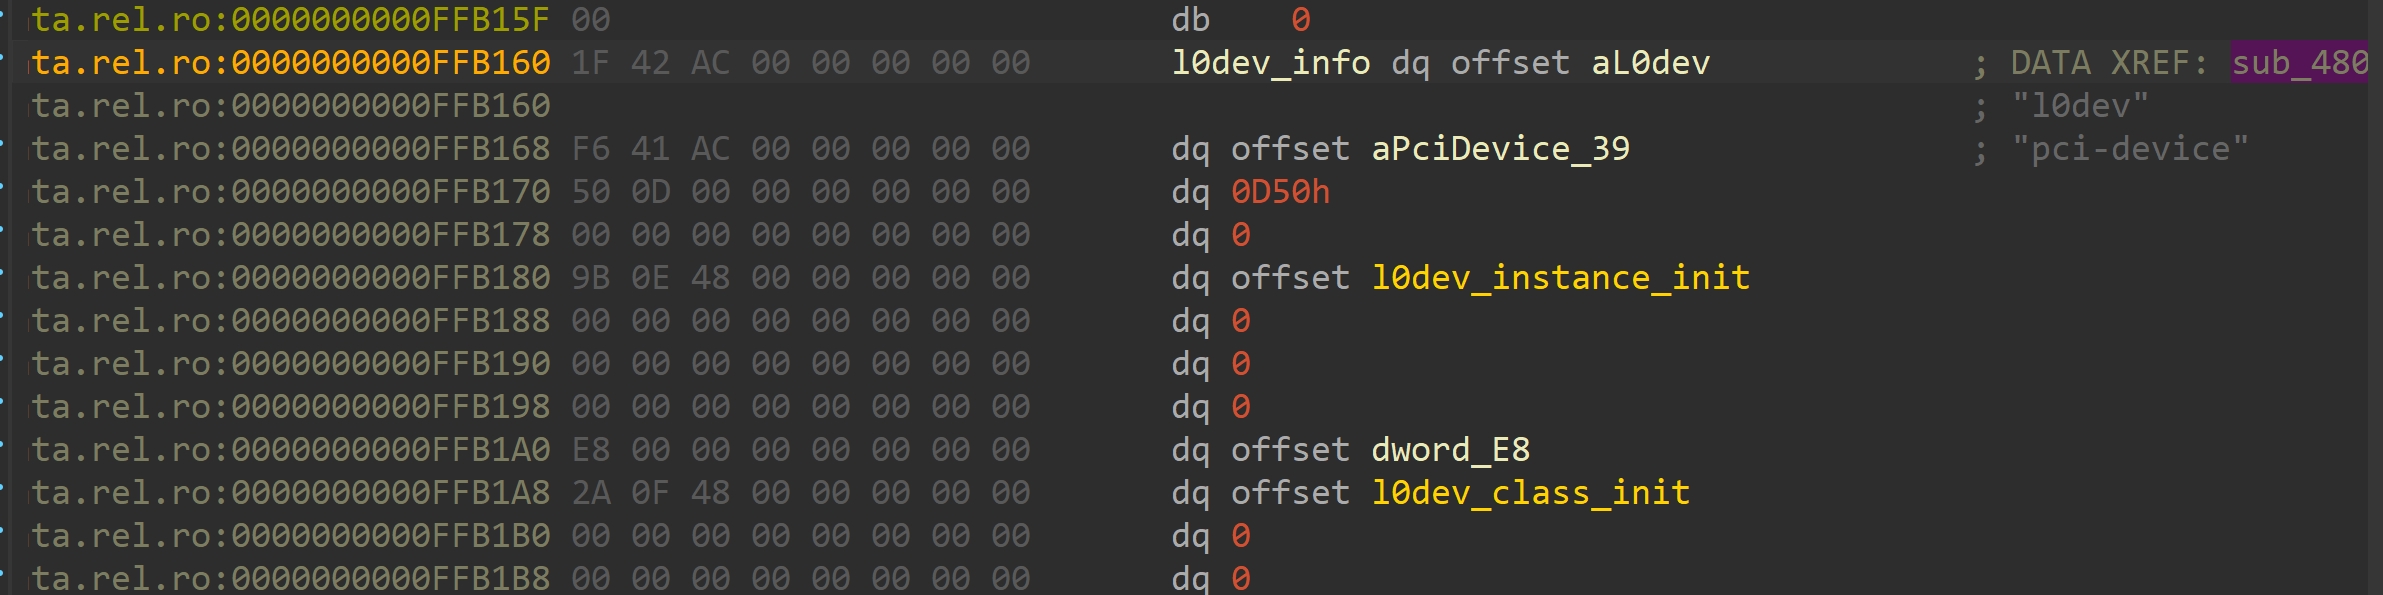 ta.rel.ro:0000000000FFB15F 00 db 0
ta.rel.ro:0000000000FFB160 1F 42 AC 00 00 00 00 00 l0dev_info dq offset aL0dev ; DATA XREF: sub_480
ta.rel.ro:0000000000FFB160 ; "l0dev"
ta.rel.ro:0000000000FFB168 F6 41 AC 00 00 00 00 00 dq offset aPciDevice_39 ; "pci-device"
ta.rel.ro:0000000000FFB170 50 0D 00 00 00 00 00 00 dq 0D50h
ta.rel.ro:0000000000FFB178 00 00 00 00 00 00 00 00 dq 0
ta.rel.ro:0000000000FFB180 9B 0E 48 00 00 00 00 00 dq offset l0dev_instance_init
ta.rel.ro:0000000000FFB188 00 00 00 00 00 00 00 00 dq 0
ta.rel.ro:0000000000FFB190 00 00 00 00 00 00 00 00 dq 0
ta.rel.ro:0000000000FFB198 00 00 00 00 00 00 00 00 dq 0
ta.rel.ro:0000000000FFB1A0 E8 00 00 00 00 00 00 00 dq offset dword_E8
ta.rel.ro:0000000000FFB1A8 2A 0F 48 00 00 00 00 00 dq offset l0dev_class_init
ta.rel.ro:0000000000FFB1B0 00 00 00 00 00 00 00 00 dq 0
ta.rel.ro:0000000000FFB1B8 00 00 00 00 00 00 00 00 dq 0